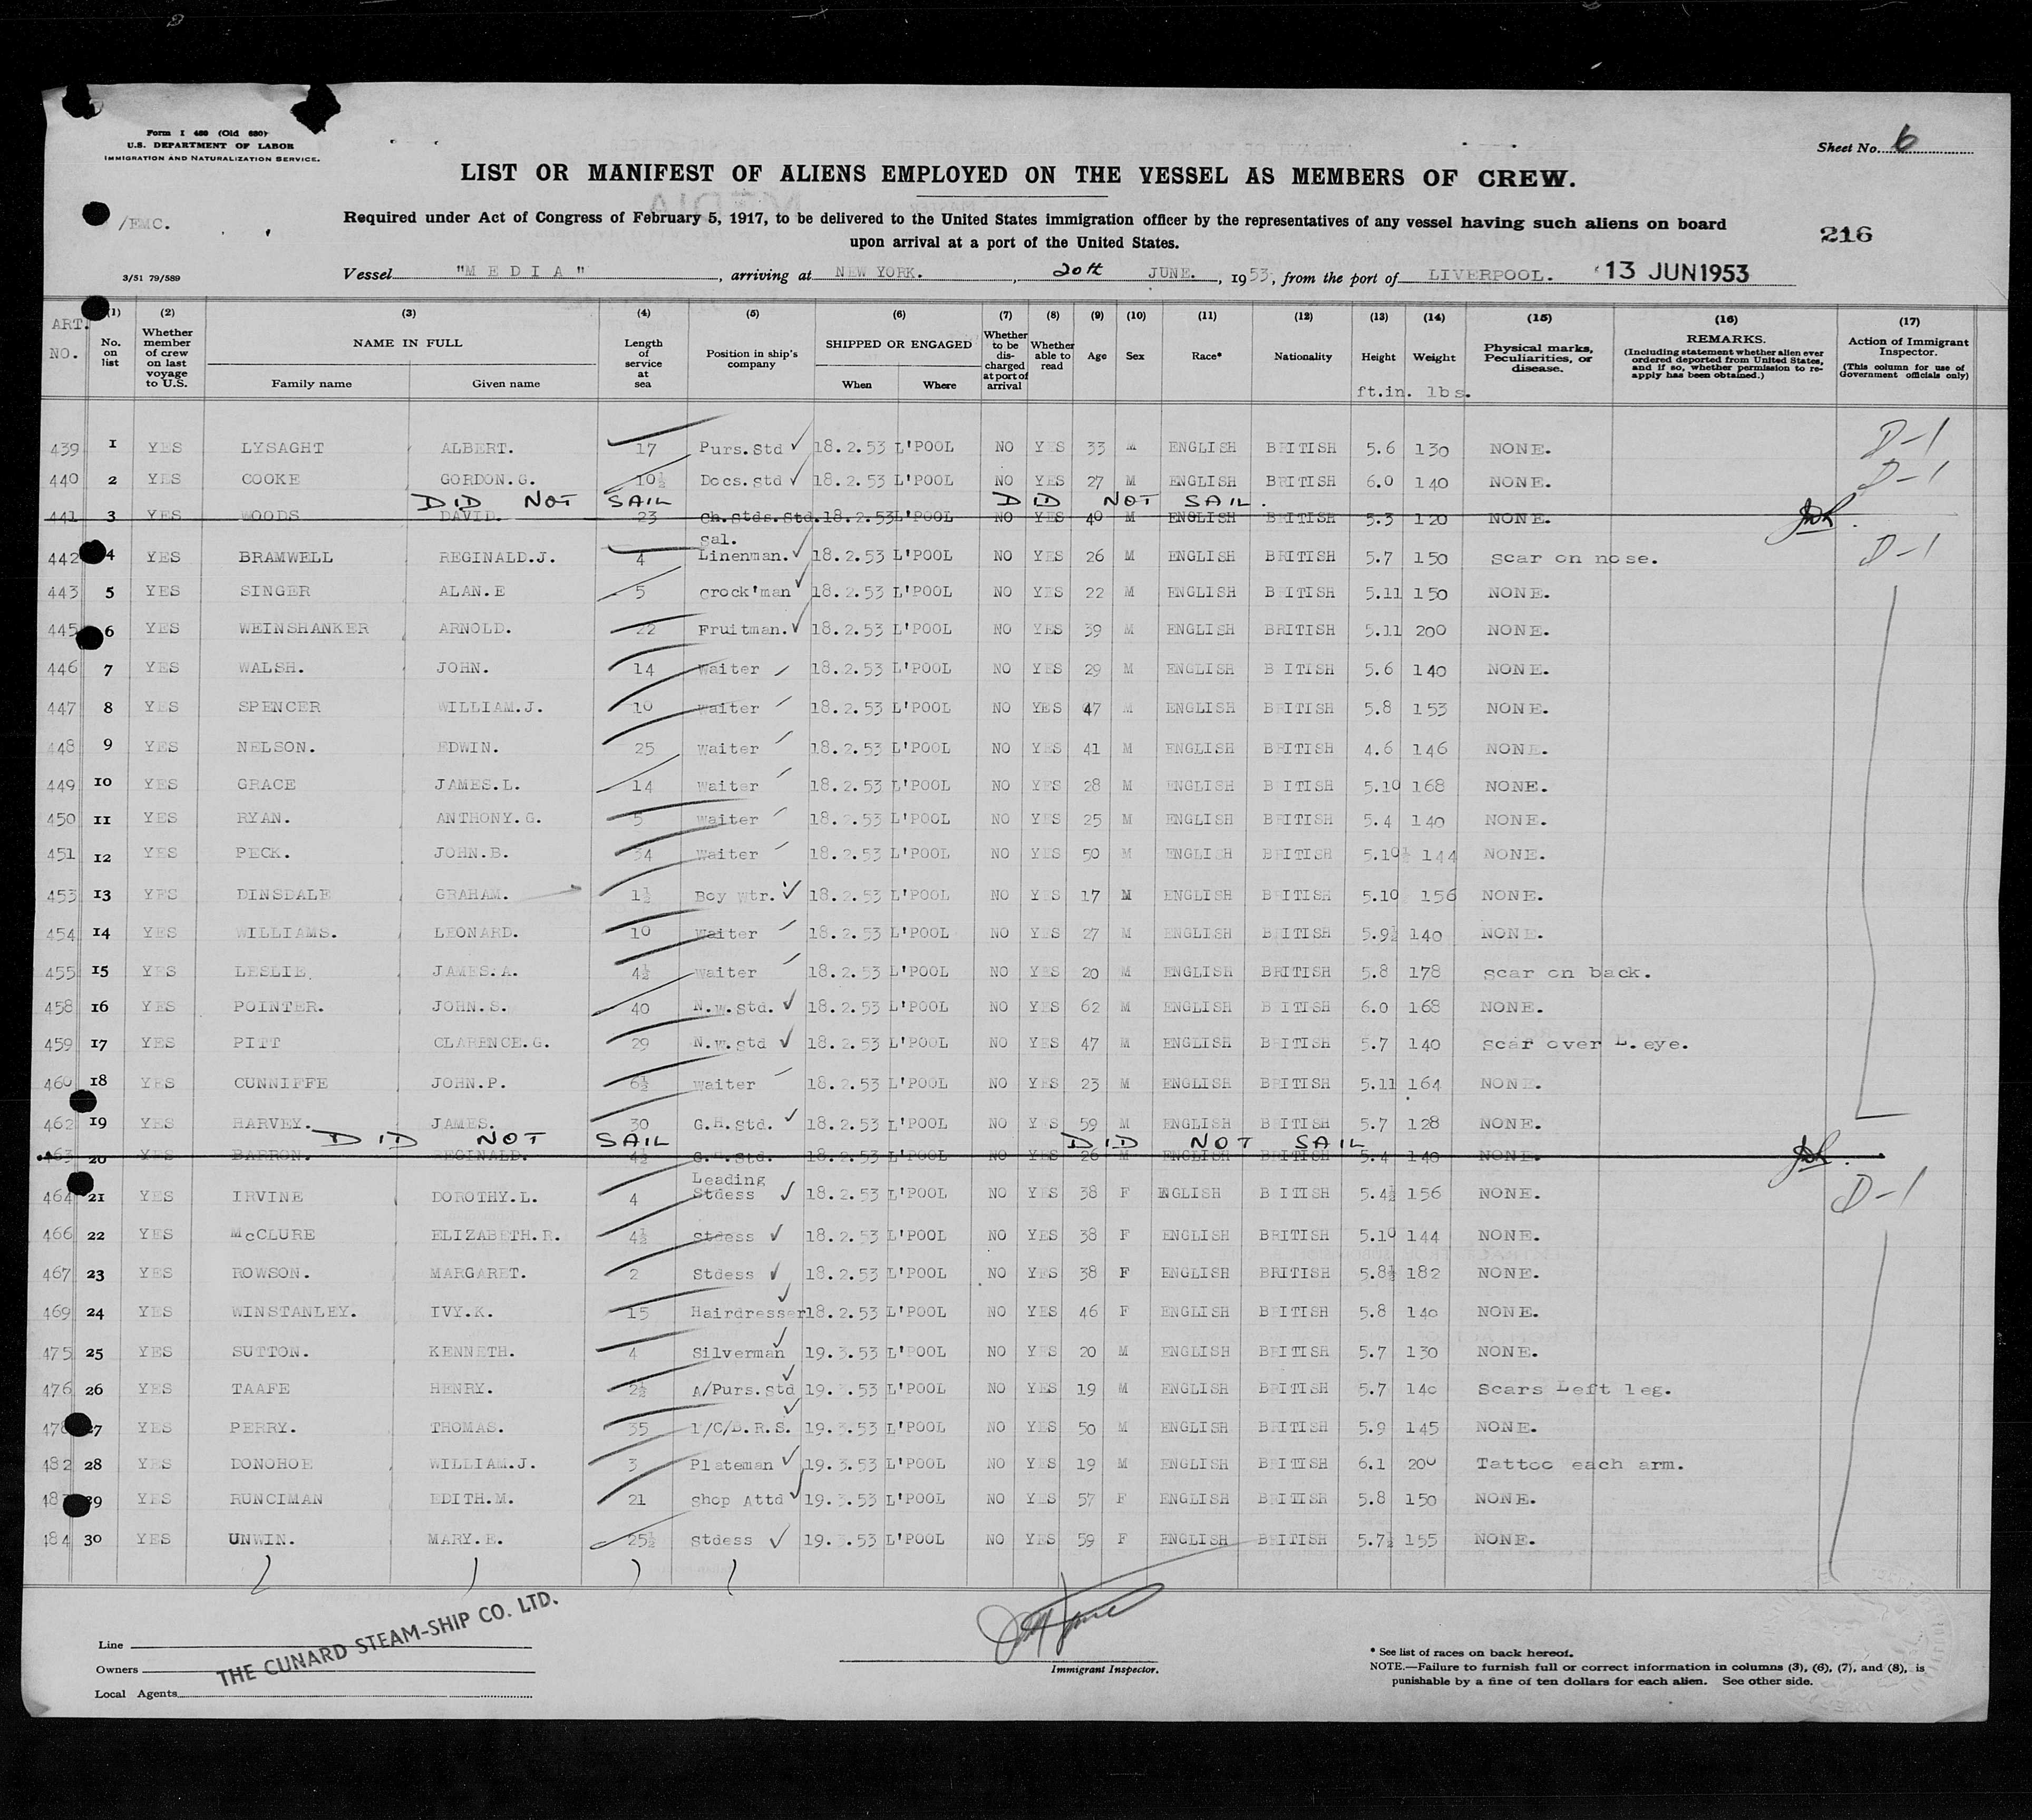 Form I 489 (Old 680)
U.S. DEPARTMENT OF LABOR
IMMIGRATION AND NATURALIZATION SERVICE.
Sheet No. 6
LIST OR MANIFEST OF ALIENS EMPLOYED ON THE VESSEL AS MEMBERS OF CREW.
/EMC.
Required under Act of Congress of February 5, 1917, to be delivered to the United States immigration officer by the representatives of any vessel having such aliens on board
upon arrival at a port of the United States.
216
3/51 79/589
Vessel "MEDIA", arriving at NEW YORK., 20th JUNE., 1953, from the port of LIVERPOOL. 13 JUN 1953
ART. NO.
(1) No. on list
(2) Whether member of crew on last voyage to U.S.
(3) NAME IN FULL Family name Given name
(4) Length of service at sea
(5) Position in ship's company
(6) SHIPPED OR ENGAGED When Where
(7) Whether to be discharged at port of arrival
(8) Whether able to read
(9) Age
(10) Sex
(11) Race*
(12) Nationality
(13) Height ft.in.
(14) Weight lbs.
(15) Physical marks, Peculiarities, or disease.
(16) REMARKS. (Including statement whether alien ever ordered deported from United States, and if so, whether permission to re-apply has been obtained.)
(17) Action of Immigrant Inspector. (This column for use of Government officials only)
439 1 YES LYSAGHT ALBERT. 17 Purs.Std 18.2.53 L'POOL NO YES 33 M ENGLISH BRITISH 5.6 130 NONE. D-1
440 2 YES COOKE GORDON.G. 10½ Docs.std 18.2.53 L'POOL NO YES 27 M ENGLISH BRITISH 6.0 140 NONE. D-1
DID NOT SAIL DID NOT SAIL.
441 3 YES WOODS DAVID. 23 Ch.Stds.Std. 18.2.53 L'POOL NO YES 40 M ENGLISH BRITISH 5.3 120 NONE.
442 4 YES BRAMWELL REGINALD.J. 4 Sal. Linenman. 18.2.53 L'POOL NO YES 26 M ENGLISH BRITISH 5.7 150 Scar on nose. D-1
443 5 YES SINGER ALAN.E 5 Crock'man 18.2.53 L'POOL NO YES 22 M ENGLISH BRITISH 5.11 150 NONE.
445 6 YES WEINSHANKER ARNOLD. 22 Fruitman. 18.2.53 L'POOL NO YES 39 M ENGLISH BRITISH 5.11 200 NONE.
446 7 YES WALSH. JOHN. 14 Waiter 18.2.53 L'POOL NO YES 29 M ENGLISH BRITISH 5.6 140 NONE.
447 8 YES SPENCER WILLIAM.J. 10 Waiter 18.2.53 L'POOL NO YES 47 M ENGLISH BRITISH 5.8 153 NONE.
448 9 YES NELSON. EDWIN. 25 Waiter 18.2.53 L'POOL NO YES 41 M ENGLISH BRITISH 4.6 146 NONE.
449 10 YES GRACE JAMES.L. 14 Waiter 18.2.53 L'POOL NO YES 28 M ENGLISH BRITISH 5.10 168 NONE.
450 11 YES RYAN. ANTHONY.G. 5 Waiter 18.2.53 L'POOL NO YES 25 M ENGLISH BRITISH 5.4 140 NONE.
451 12 YES PECK. JOHN.B. 34 Waiter 18.2.53 L'POOL NO YES 50 M ENGLISH BRITISH 5.10½ 144 NONE.
453 13 YES DINSDALE GRAHAM. 1½ Boy Wtr. 18.2.53 L'POOL NO YES 17 M ENGLISH BRITISH 5.10 156 NONE.
454 14 YES WILLIAMS. LEONARD. 10 Waiter 18.2.53 L'POOL NO YES 27 M ENGLISH BRITISH 5.9½ 140 NONE.
455 15 YES LESLIE. JAMES.A. 4½ Waiter 18.2.53 L'POOL NO YES 20 M ENGLISH BRITISH 5.8 178 Scar on back.
458 16 YES POINTER. JOHN.S. 40 N.W.Std. 18.2.53 L'POOL NO YES 62 M ENGLISH BRITISH 6.0 168 NONE.
459 17 YES PITT CLARENCE.G. 29 N.W.Std 18.2.53 L'POOL NO YES 47 M ENGLISH BRITISH 5.7 140 Scar over L.eye.
460 18 YES CUNNIFFE JOHN.P. 6½ Waiter 18.2.53 L'POOL NO YES 23 M ENGLISH BRITISH 5.11 164 NONE.
462 19 YES HARVEY. JAMES. 30 G.H.Std. 18.2.53 L'POOL NO YES 59 M ENGLISH BRITISH 5.7 128 NONE.
DID NOT SAIL DID NOT SAIL
463 20 YES BARRON. REGINALD. 4½ G.H.Std. 18.2.53 L'POOL NO YES 26 M ENGLISH BRITISH 5.4 140 NONE.
464 21 YES IRVINE DOROTHY.L. 4 Leading Stdess 18.2.53 L'POOL NO YES 38 F ENGLISH BRITISH 5.4½ 156 NONE. D-1
466 22 YES McCLURE ELIZABETH.R. 4½ Stdess 18.2.53 L'POOL NO YES 38 F ENGLISH BRITISH 5.10 144 NONE.
467 23 YES ROWSON. MARGARET. 2 Stdess 18.2.53 L'POOL NO YES 38 F ENGLISH BRITISH 5.8½ 182 NONE.
469 24 YES WINSTANLEY. IVY.K. 15 Hairdresser 18.2.53 L'POOL NO YES 46 F ENGLISH BRITISH 5.8 140 NONE.
475 25 YES SUTTON. KENNETH. 4 Silverman 19.3.53 L'POOL NO YES 20 M ENGLISH BRITISH 5.7 130 NONE.
476 26 YES TAAFE HENRY. 2½ A/Purs.std 19.3.53 L'POOL NO YES 19 M ENGLISH BRITISH 5.7 140 Scars Left leg.
478 27 YES PERRY. THOMAS. 35 T/C/B.R.S. 19.3.53 L'POOL NO YES 50 M ENGLISH BRITISH 5.9 145 NONE.
482 28 YES DONOHOE WILLIAM.J. 3 Plateman 19.3.53 L'POOL NO YES 19 M ENGLISH BRITISH 6.1 200 Tattoo each arm.
483 29 YES RUNCIMAN EDITH.M. 21 Shop Attd 19.3.53 L'POOL NO YES 57 F ENGLISH BRITISH 5.8 150 NONE.
484 30 YES UNWIN. MARY.E. 25½ Stdess 19.3.53 L'POOL NO YES 59 F ENGLISH BRITISH 5.7½ 155 NONE.
Line
Owners
Local Agents
THE CUNARD STEAM-SHIP CO. LTD.
Immigrant Inspector.
* See list of races on back hereof.
NOTE.—Failure to furnish full or correct information in columns (3), (6), (7), and (8), is
punishable by a fine of ten dollars for each alien. See other side.